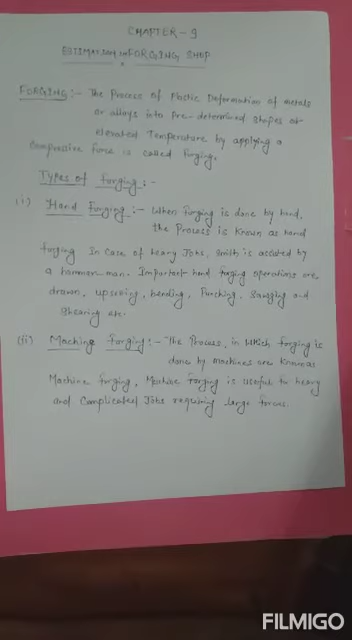 CHAPTER-9
ESTIMATION IN FORGING SHOP
FORGING:- The Process of Plastic Deformation of metals
or alloys into Pre-determined shapes at
elevated Temperature by applying a
Compressive force is called forging.
Types of forging:-
(i) Hand Forging:- When forging is done by hand,
the Process is known as hand
forging In case of heavy Jobs, smith is assisted by
a hammer-man. Important hand forging operations are
drawn, upsetting, bending, Punching, Swaging and
Shearing etc.
(ii) Machine forging:- The Process, in which forging is
done by machines are known as
Machine forging, Machine forging is useful for heavy
and Complicated Jobs requiring large forces.
FILMIGO